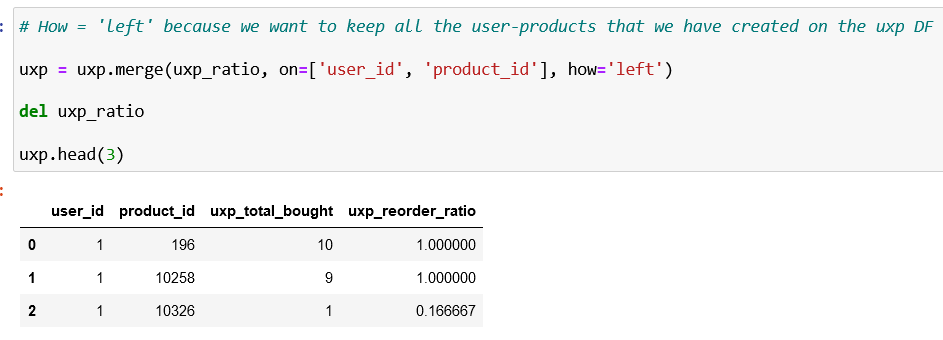 : # How = 'left' because we want to keep all the user-products that we have created on the uxp DF
uxp = uxp.merge(uxp_ratio, on=['user_id', 'product_id'], how='left')
del uxp_ratio
uxp.head(3)
:
user_id product_id uxp_total_bought uxp_reorder_ratio
0 1 196 10 1.000000
1 1 10258 9 1.000000
2 1 10326 1 0.166667